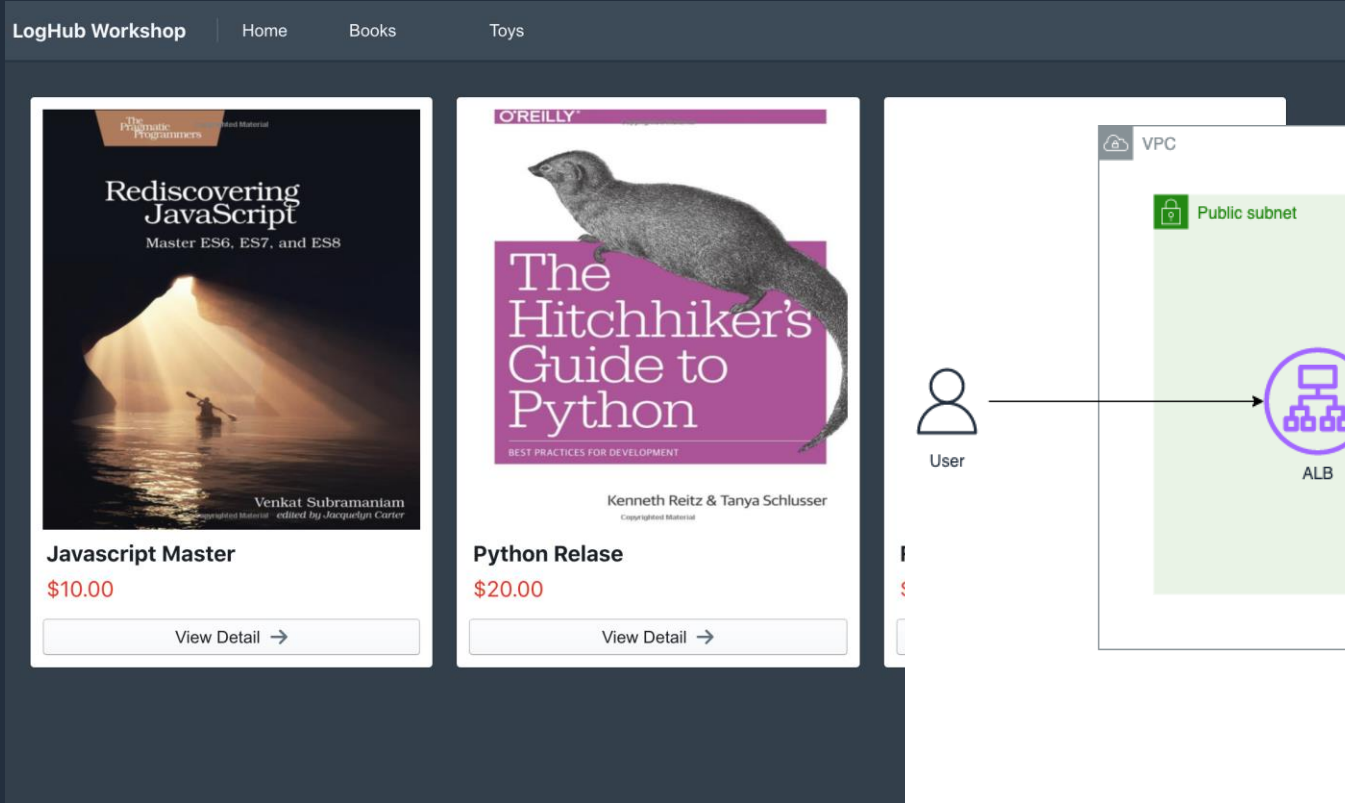 LogHub Workshop Home Books Toys
The
Pragmatic
Programmers
Rediscovering
JavaScript
Master ES6, ES7, and ES8
Venkat Subramaniam
edited by Jacquelyn Carter
Javascript Master
$10.00
View Detail
O'REILLY®
The
Hitchhiker's
Guide to
Python
BEST PRACTICES FOR DEVELOPMENT
Kenneth Reitz & Tanya Schlusser
Copyrighted Material
Python Relase
$20.00
View Detail
VPC
Public subnet
User
ALB